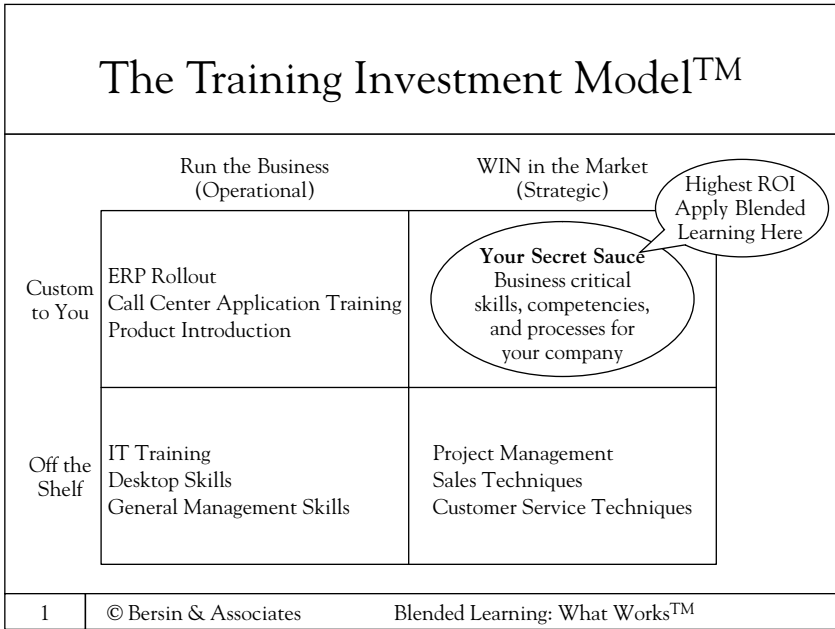 The Training Investment Model™
Run the Business
(Operational)
WIN in the Market
(Strategic)
Highest ROI
Apply Blended
Learning Here
Custom
to You
ERP Rollout
Call Center Application Training
Product Introduction
Your Secret Sauce
Business critical
skills, competencies,
and processes for
your company
Off the
Shelf
IT Training
Desktop Skills
General Management Skills
Project Management
Sales Techniques
Customer Service Techniques
1
© Bersin & Associates
Blended Learning: What Works™